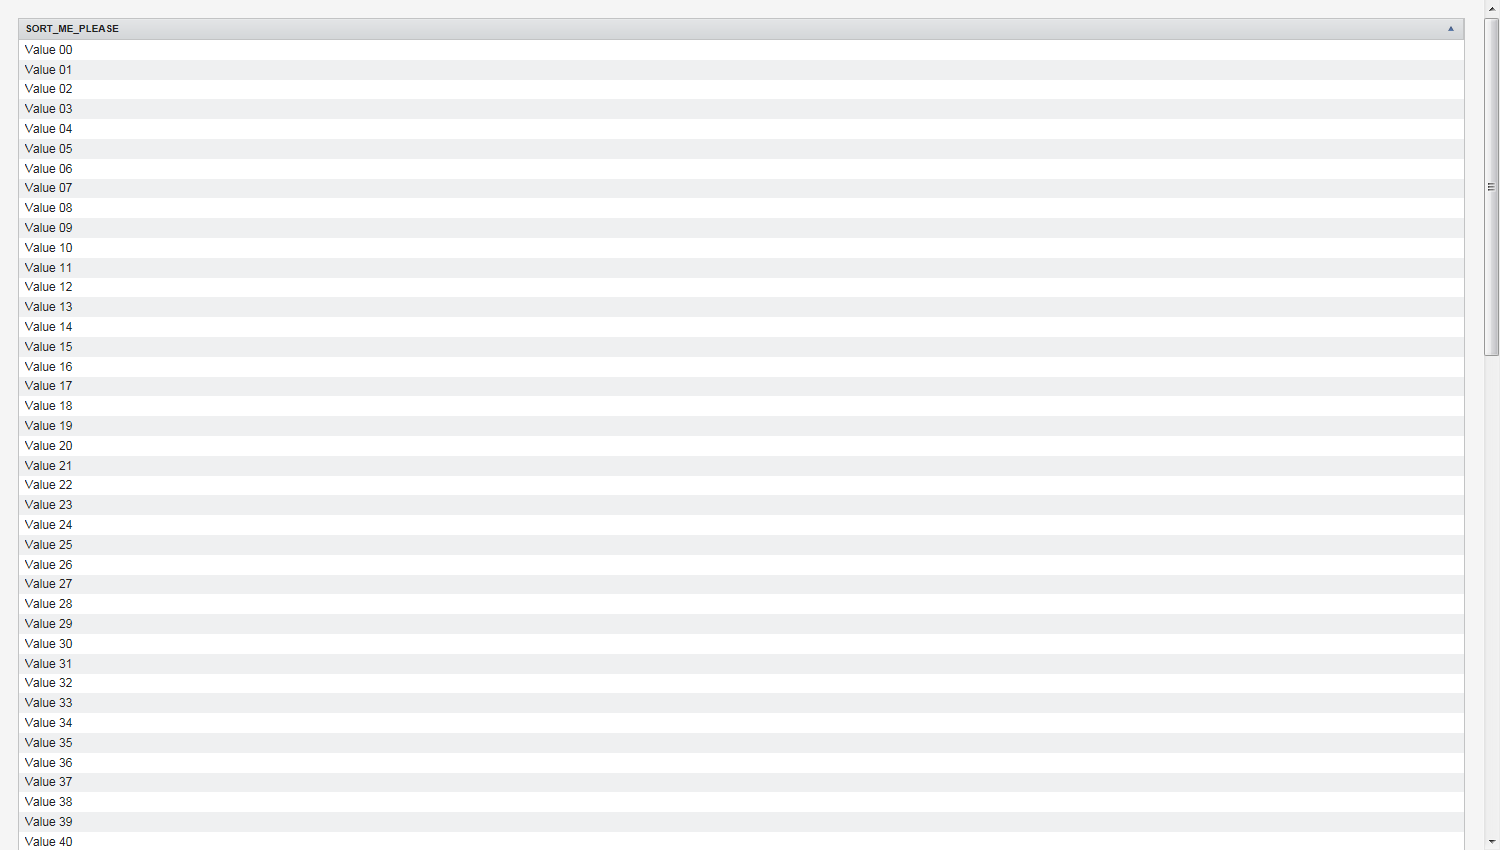 SORT_ME_PLEASE
Value 00
Value 01
Value 02
Value 03
Value 04
Value 05
Value 06
Value 07
Value 08
Value 09
Value 10
Value 11
Value 12
Value 13
Value 14
Value 15
Value 16
Value 17
Value 18
Value 19
Value 20
Value 21
Value 22
Value 23
Value 24
Value 25
Value 26
Value 27
Value 28
Value 29
Value 30
Value 31
Value 32
Value 33
Value 34
Value 35
Value 36
Value 37
Value 38
Value 39
Value 40